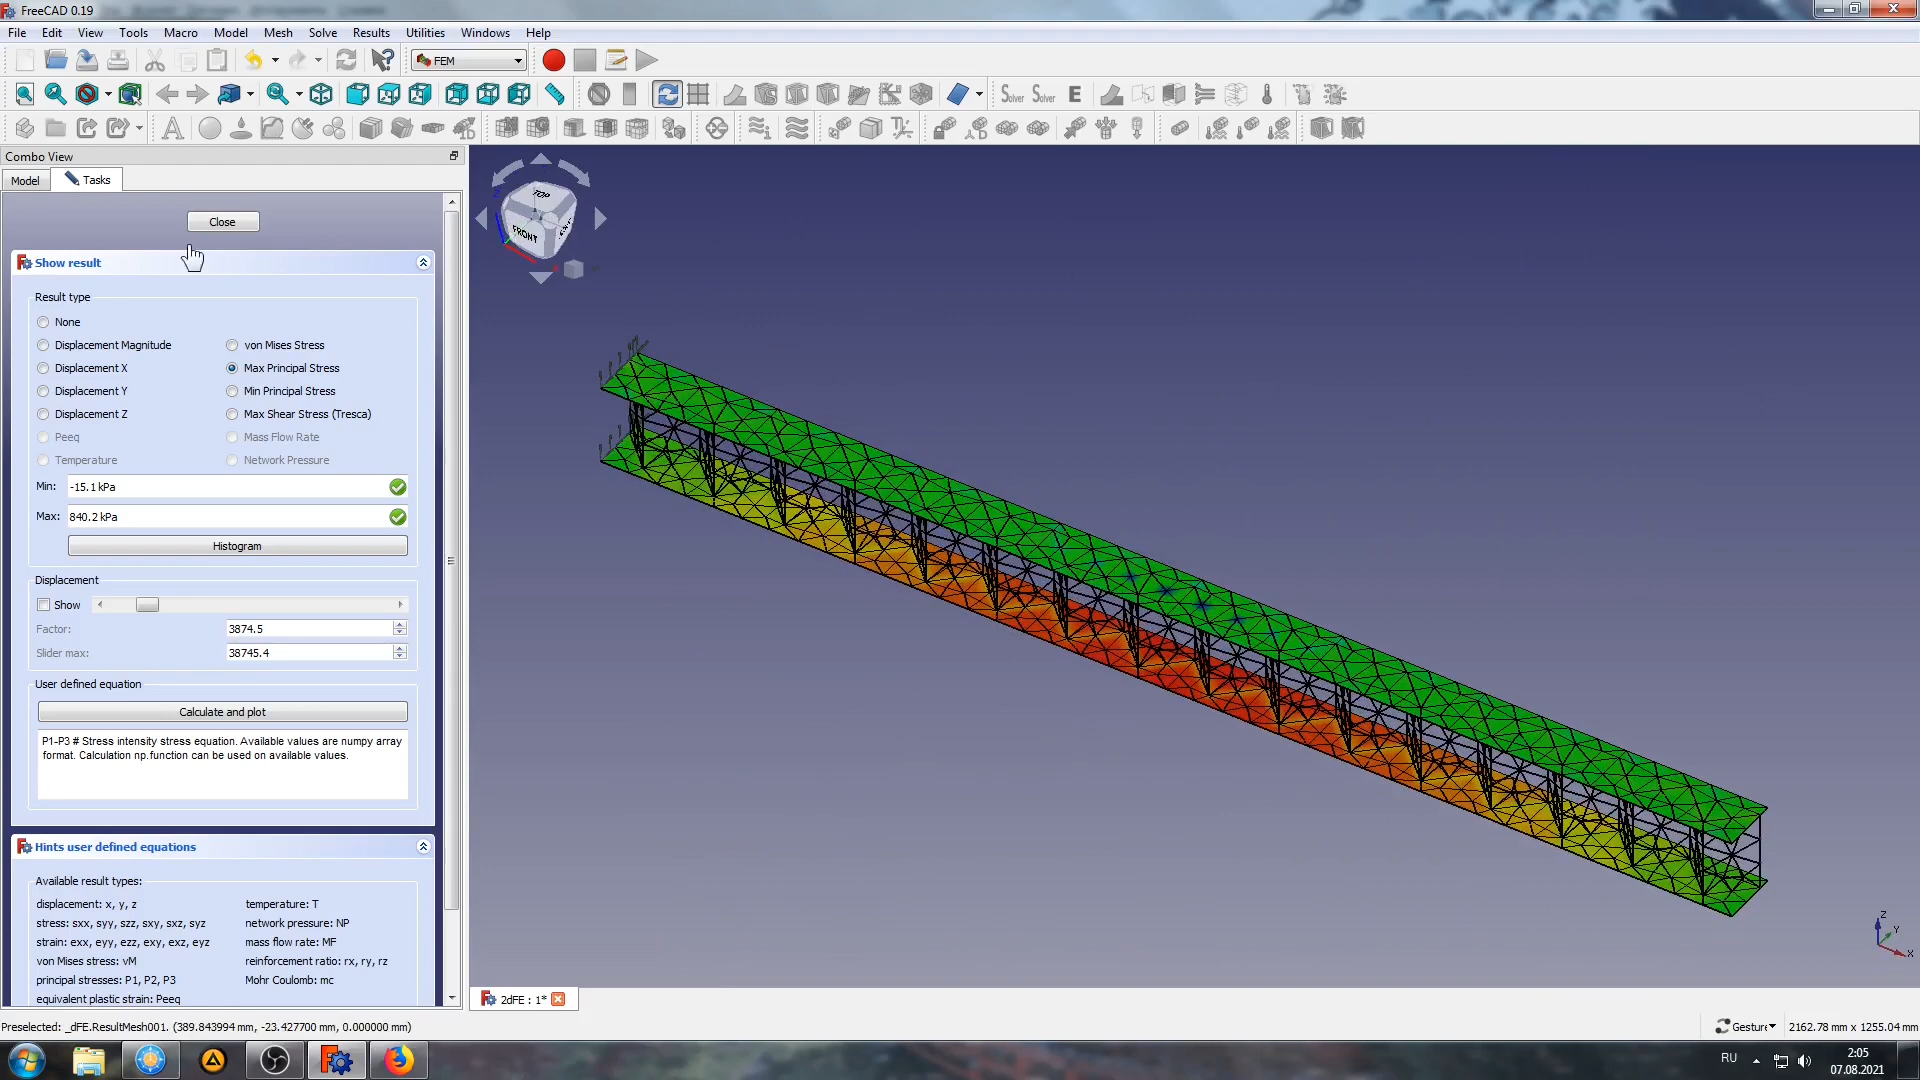 FreeCAD 0.19
File Edit View Tools Macro Model Mesh Solve Results Utilities Windows Help
FEM
Solver Solver E
Combo View
Model Tasks
Close
Show result
Result type
None
Displacement Magnitude von Mises Stress
Displacement X Max Principal Stress
Displacement Y Min Principal Stress
Displacement Z Max Shear Stress (Tresca)
Peeq Mass Flow Rate
Temperature Network Pressure
Min: -15.1 kPa
Max: 840.2 kPa
Histogram
Displacement
Show
Factor: 3874.5
Slider max: 38745.4
User defined equation
Calculate and plot
P1-P3 # Stress intensity stress equation. Available values are numpy array
format. Calculation np.function can be used on available values.
Hints user defined equations
Available result types:
displacement: x, y, z temperature: T
stress: sxx, syy, szz, sxy, sxz, syz network pressure: NP
strain: exx, eyy, ezz, exy, exz, eyz mass flow rate: MF
von Mises stress: vM reinforcement ratio: rx, ry, rz
principal stresses: P1, P2, P3 Mohr Coulomb: mc
equivalent plastic strain: Peeq
TOP
FRONT
Z
Y
X
2dFE : 1*
Preselected: _dFE.ResultMesh001. (389.843994 mm, -23.427700 mm, 0.000000 mm)
Gesture 2162.78 mm x 1255.04 mm
RU
2:05
07.08.2021